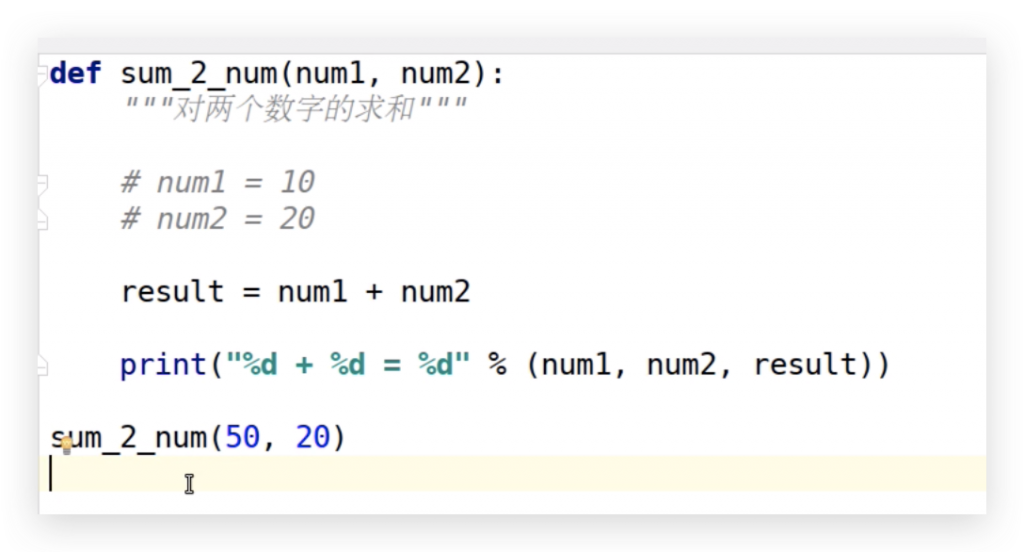 def sum_2_num(num1, num2):
    """对两个数字的求和"""
    # num1 = 10
    # num2 = 20
    result = num1 + num2
    print("%d + %d = %d" % (num1, num2, result))
sum_2_num(50, 20)